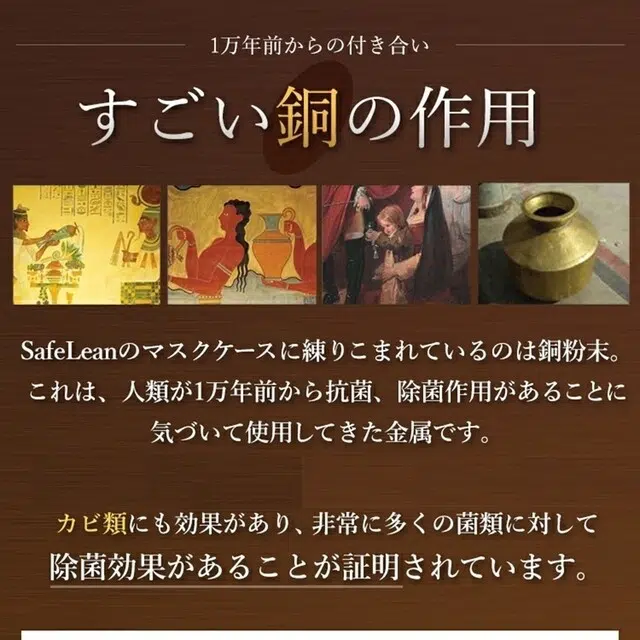 1万年前からの付き合い
すごい銅の作用
SafeLeanのマスクケースに練りこまれているのは銅粉末。
これは、人類が1万年前から抗菌、除菌作用があることに
気づいて使用してきた金属です。
カビ類にも効果があり、非常に多くの菌類に対して
除菌効果があることが証明されています。